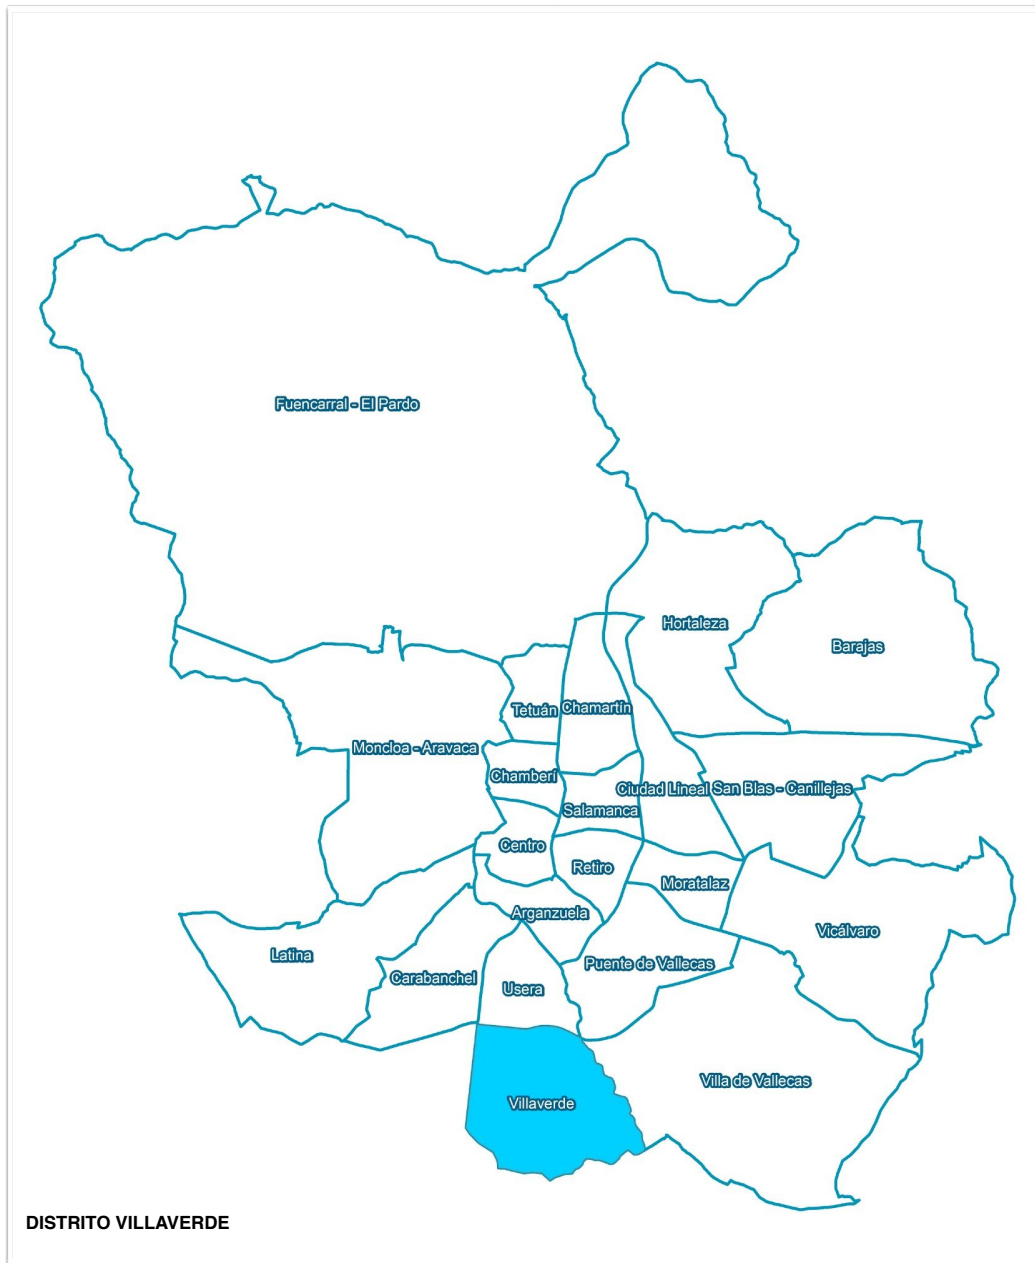 Fuencarral - El Pardo
Hortaleza
Barajas
Tetuán
Chamartín
Moncloa - Aravaca
Chamberí
Ciudad Lineal
San Blas - Canillejas
Salamanca
Centro
Retiro
Moratalaz
Arganzuela
Vicálvaro
Latina
Puente de Vallecas
Carabanchel
Usera
Villa de Vallecas
Villaverde
DISTRITO VILLAVERDE